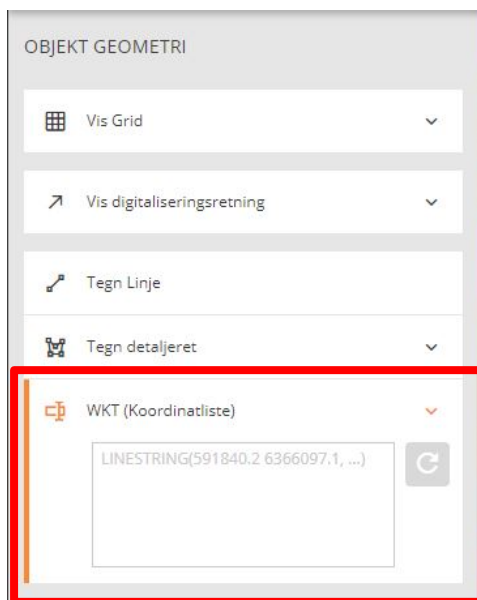 OBJEKT GEOMETRI
Vis Grid
Vis digitaliseringsretning
Tegn Linje
Tegn detaljeret
WKT (Koordinatliste)
LINESTRING(591840.2 6366097.1, ...)